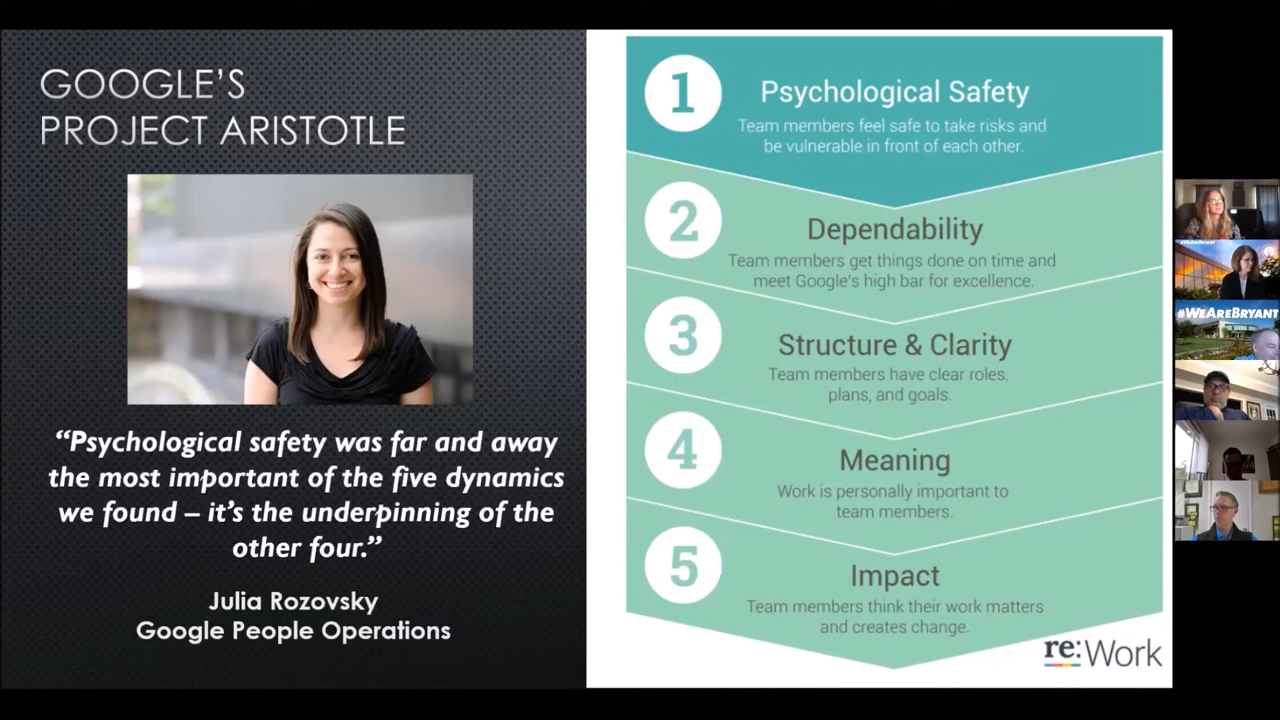 GOOGLE'S
PROJECT ARISTOTLE
“Psychological safety was far and away
the most important of the five dynamics
we found – it’s the underpinning of the
other four.”
Julia Rozovsky
Google People Operations
1
Psychological Safety
Team members feel safe to take risks and
be vulnerable in front of each other.
2
Dependability
Team members get things done on time and
meet Google's high bar for excellence.
3
Structure & Clarity
Team members have clear roles,
plans, and goals.
4
Meaning
Work is personally important to
team members.
5
Impact
Team members think their work matters
and creates change.
re:Work
#WEAREBRYANT
#WEAREBRYANT